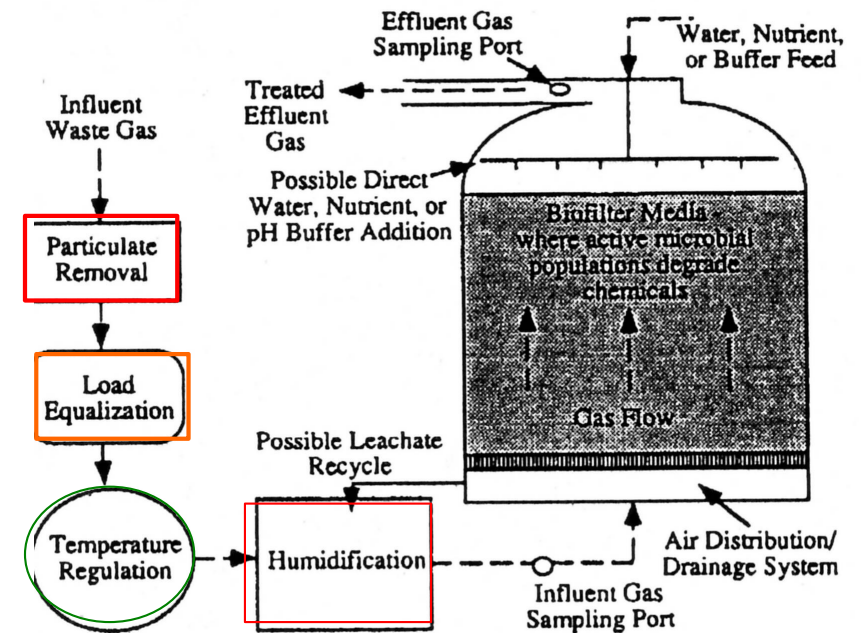 Effluent Gas
Sampling Port
Water, Nutrient,
or Buffer Feed
Treated
Effluent
Gas
Influent
Waste Gas
Possible Direct
Water, Nutrient, or
pH Buffer Addition
Biofilter Media -
where active microbial
populations degrade
chemicals
Particulate
Removal
Load
Equalization
Gas Flow
Possible Leachate
Recycle
Temperature
Regulation
Humidification
Air Distribution/
Drainage System
Influent Gas
Sampling Port